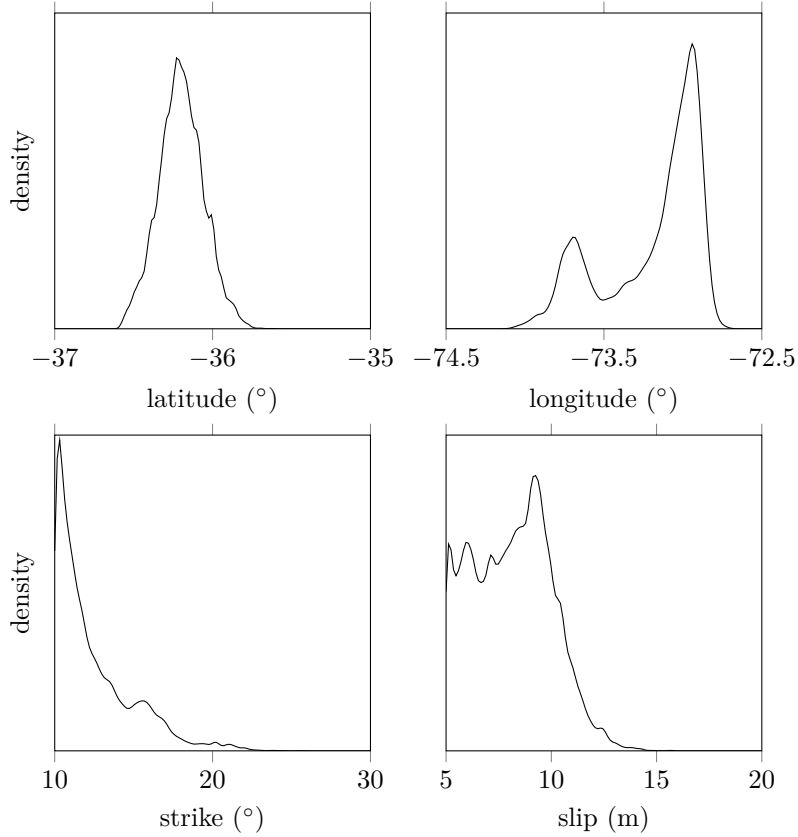 density
−37 −36 −35
latitude (°)
−74.5 −73.5 −72.5
longitude (°)
density
10 20 30
strike (°)
5 10 15 20
slip (m)